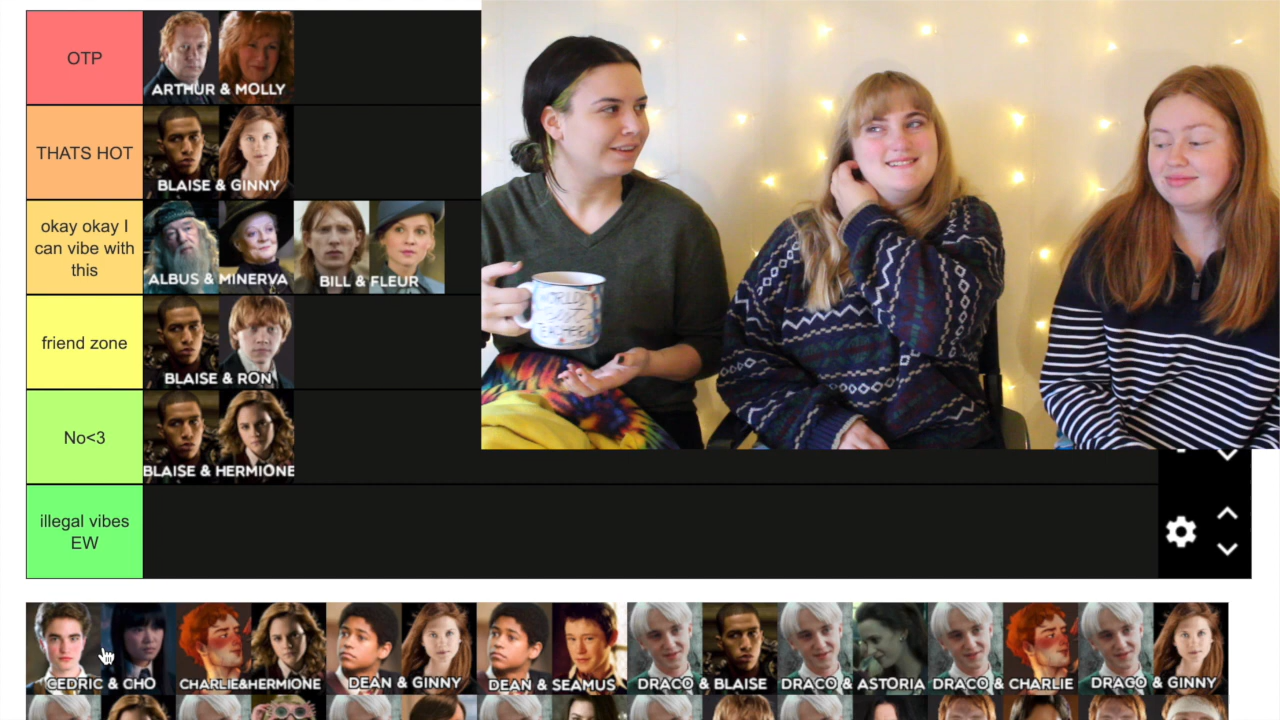 OTP
ARTHUR & MOLLY
THATS HOT
BLAISE & GINNY
okay okay I
can vibe with
this
ALBUS & MINERVA
BILL & FLEUR
friend zone
BLAISE & RON
No<3
BLAISE & HERMIONE
illegal vibes
EW
CEDRIC & CHO
CHARLIE&HERMIONE
DEAN & GINNY
DEAN & SEAMUS
DRACO & BLAISE
DRACO & ASTORIA
DRACO & CHARLIE
DRACO & GINNY
WORLD'S